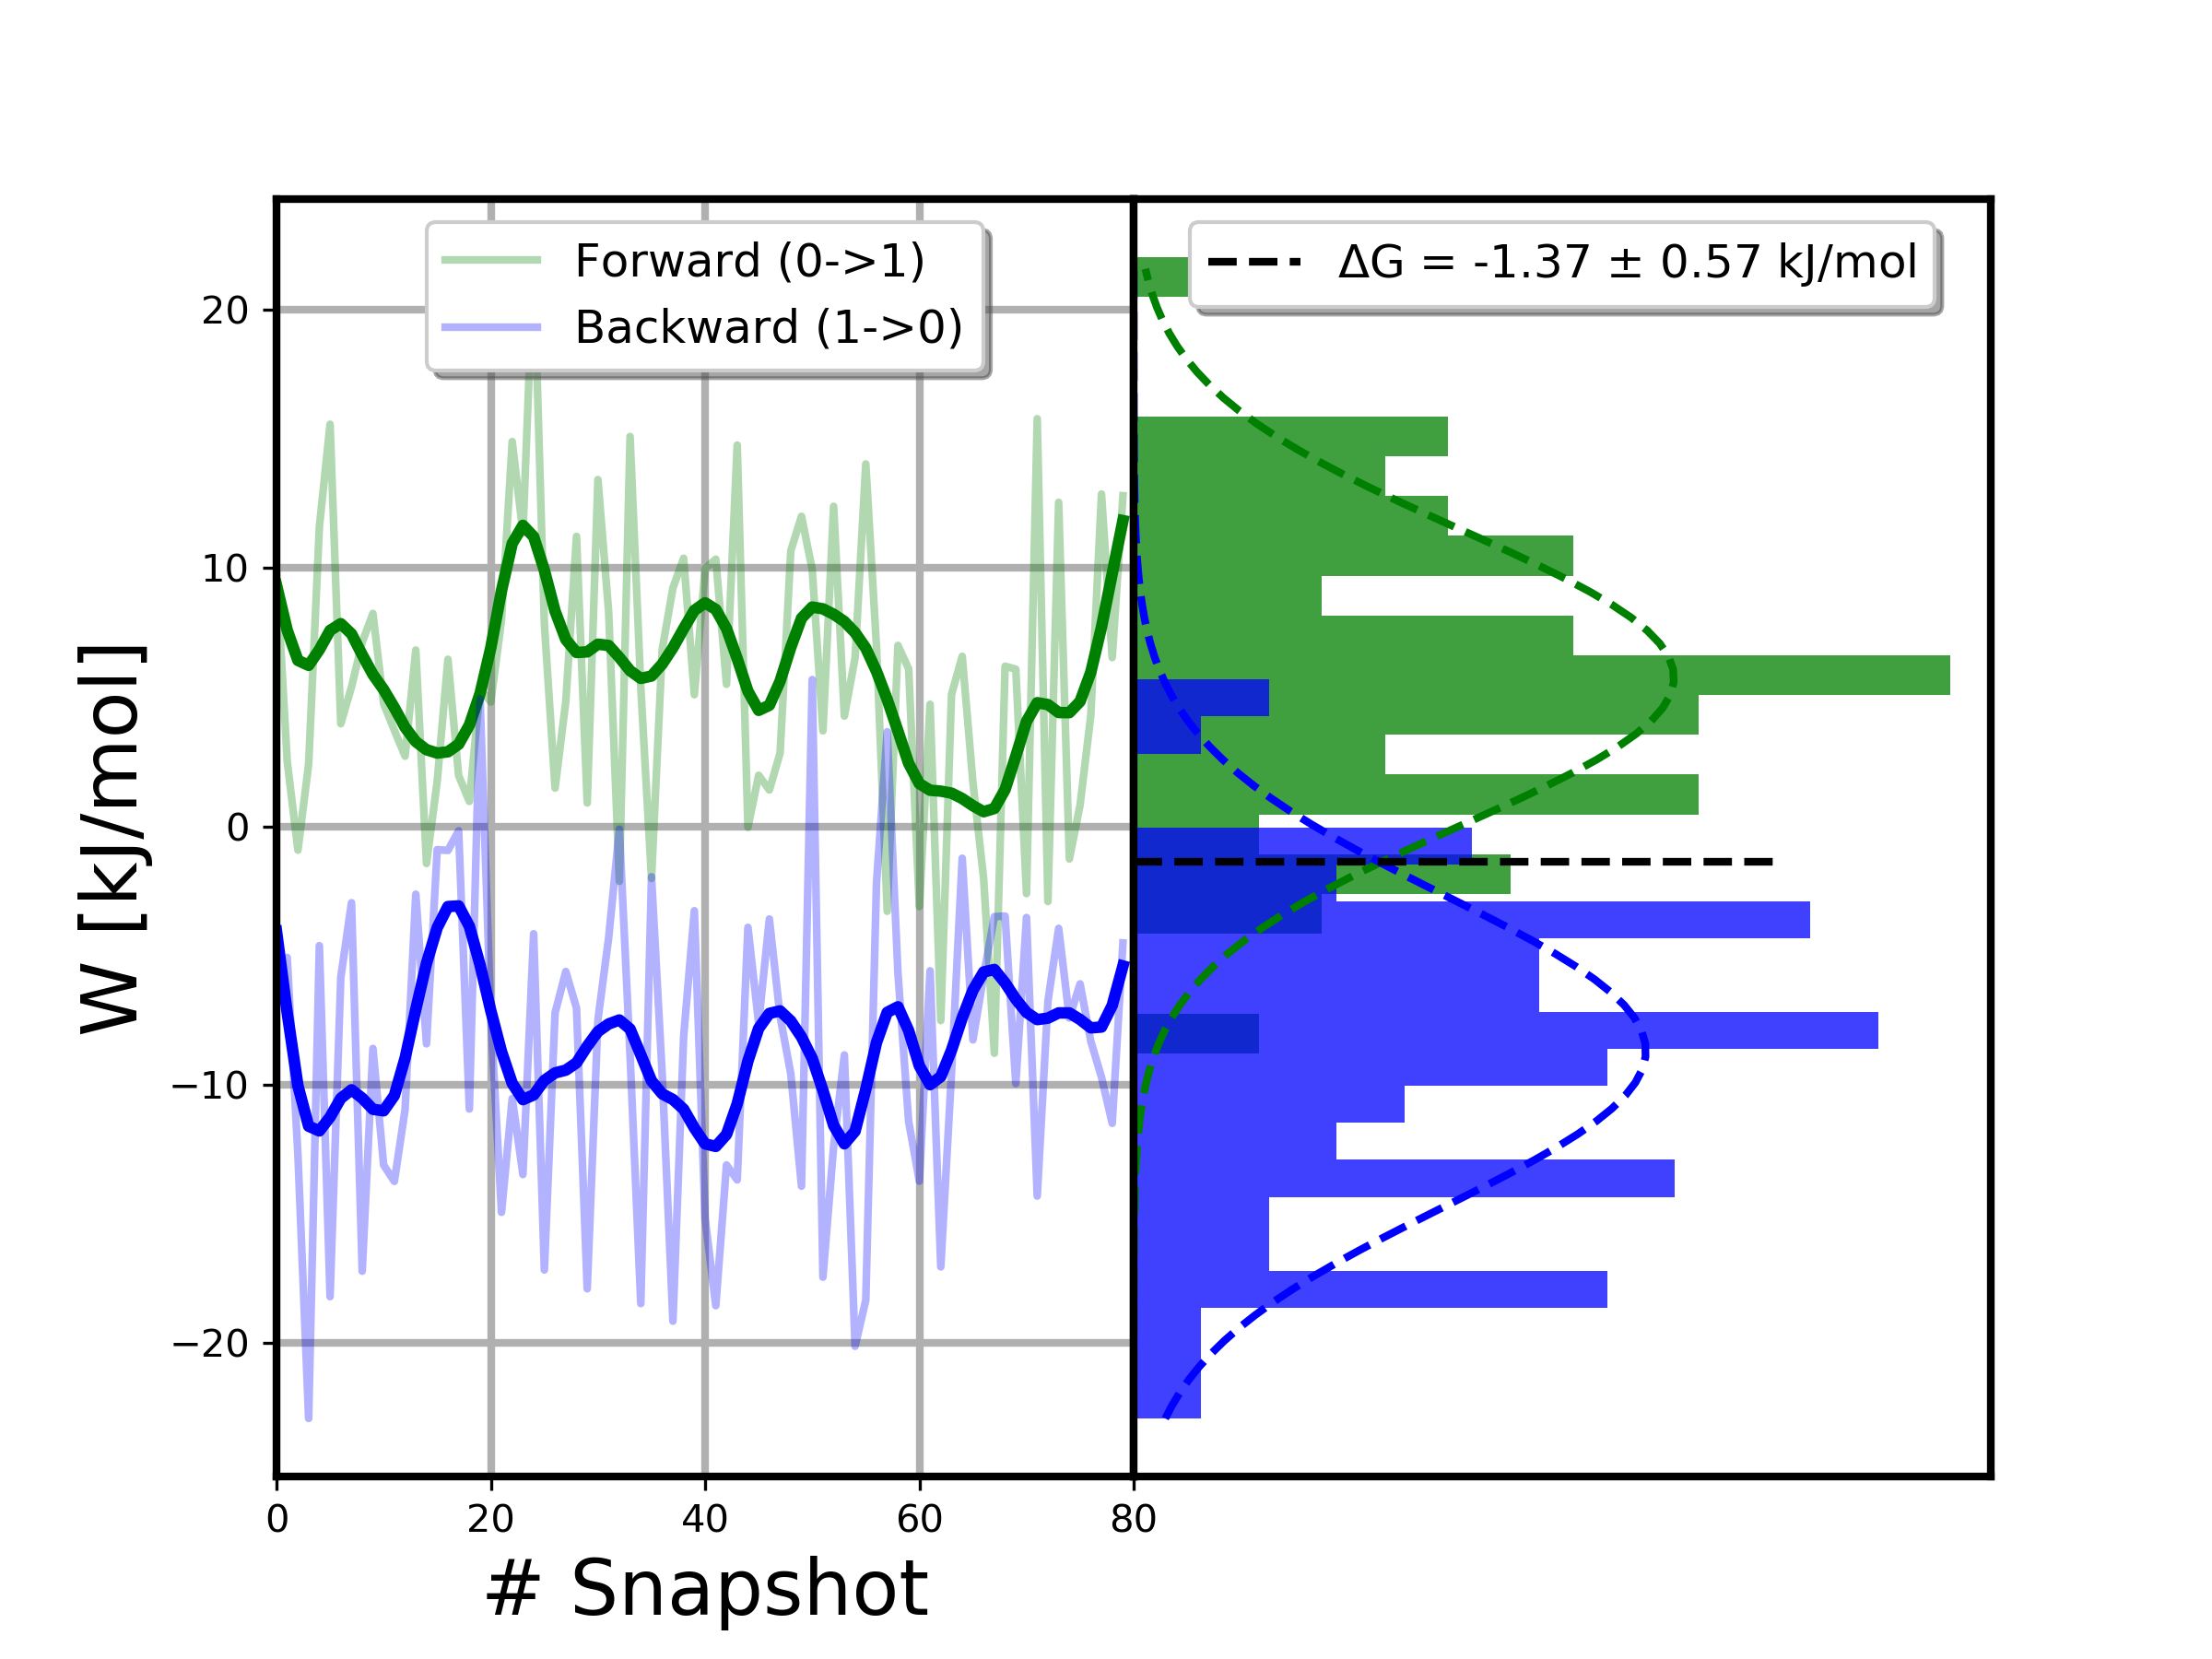 Forward (0->1)
Backward (1->0)
ΔG = -1.37 ± 0.57 kJ/mol
W [kJ/mol]
20
10
0
−10
−20
0 20 40 60 80
# Snapshot